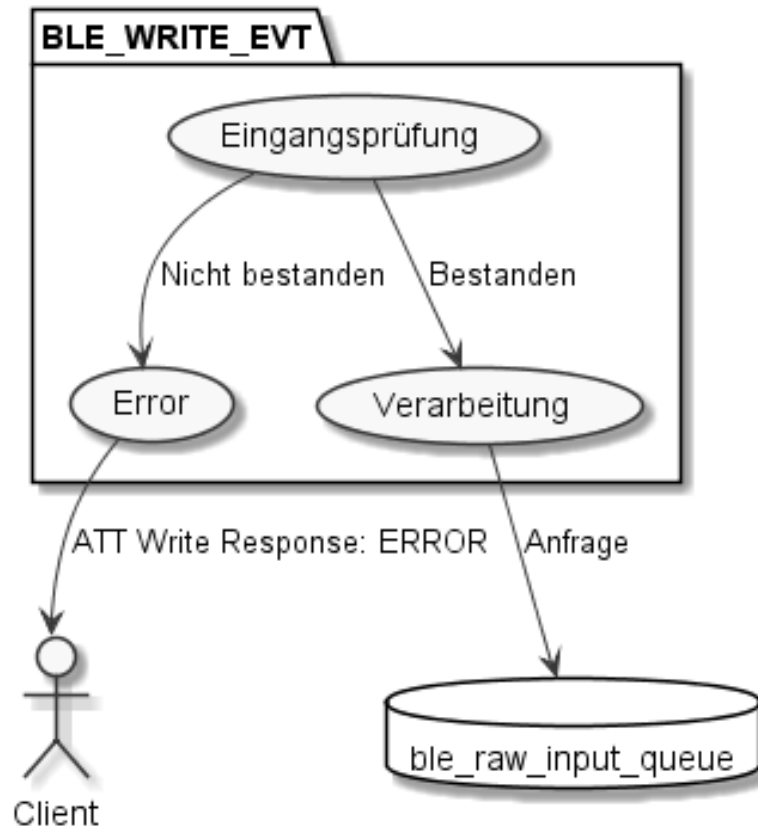 BLE_WRITE_EVT
Eingangsprüfung
Nicht bestanden
Bestanden
Error
Verarbeitung
ATT Write Response: ERROR
Anfrage
ble_raw_input_queue
Client